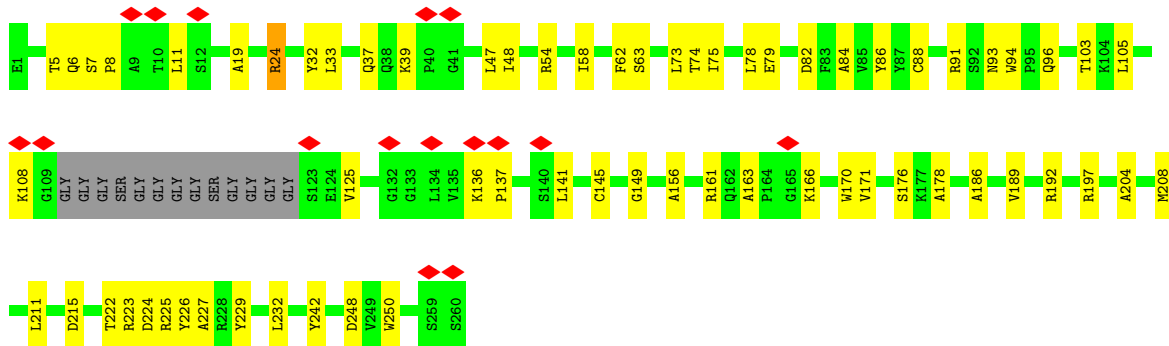 E1 T5 Q6 S7 P8 A9 T10 L11 S12 A19 R24 Y32 L33 Q37 Q38 K39 P40 G41 L47 I48 R54 I58 F62 S63 L73 T74 I75 L78 E79 D82 F83 A84 V85 Y86 Y87 C88 R91 S92 N93 W94 P95 Q96 T103 K104 L105
K108 G109 GLY GLY GLY SER GLY GLY GLY GLY SER GLY GLY GLY GLY S123 E124 V125 G132 G133 L134 V135 K136 P137 S140 L141 C145 G149 A156 R161 Q162 A163 P164 G165 K166 W170 V171 S176 K177 A178 A186 V189 R192 R197 A204 M208
L211 D215 T222 R223 D224 R225 Y226 A227 R228 Y229 L232 Y242 D248 V249 W250 S259 S260